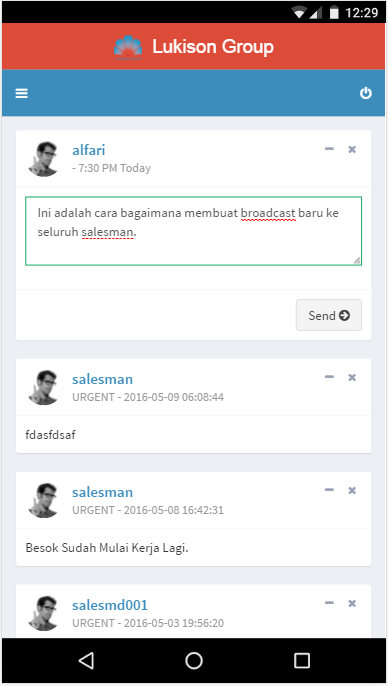 12:29
Lukison Group
alfari
- 7:30 PM Today
Ini adalah cara bagaimana membuat broadcast baru ke
seluruh salesman.
Send
salesman
URGENT - 2016-05-09 06:08:44
fdasfdsaf
salesman
URGENT - 2016-05-08 16:42:31
Besok Sudah Mulai Kerja Lagi.
salesmd001
URGENT - 2016-05-03 19:56:20